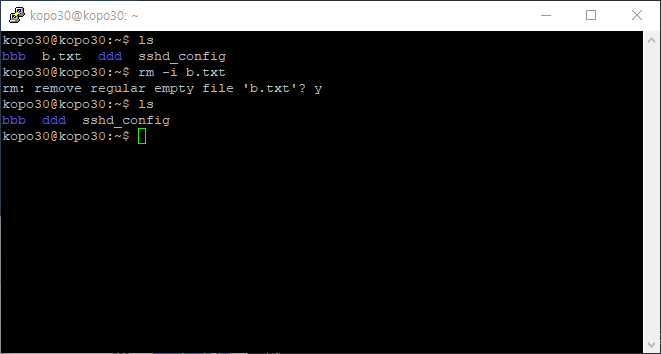 kopo30@kopo30: ~
kopo30@kopo30:~$ ls
bbb  b.txt  ddd  sshd_config
kopo30@kopo30:~$ rm -i b.txt
rm: remove regular empty file 'b.txt'? y
kopo30@kopo30:~$ ls
bbb  ddd  sshd_config
kopo30@kopo30:~$